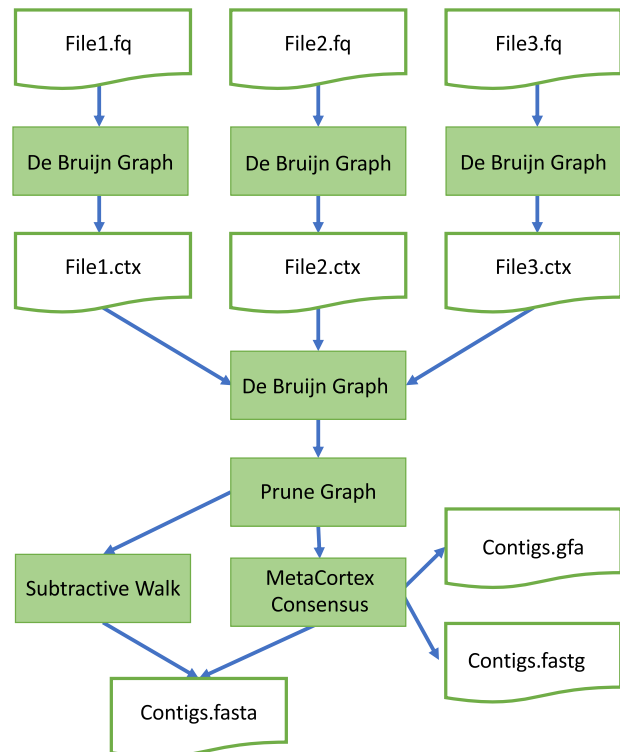 File1.fq
File2.fq
File3.fq
De Bruijn Graph
De Bruijn Graph
De Bruijn Graph
File1.ctx
File2.ctx
File3.ctx
De Bruijn Graph
Prune Graph
Contigs.gfa
Subtractive Walk
MetaCortex
Consensus
Contigs.fastg
Contigs.fasta